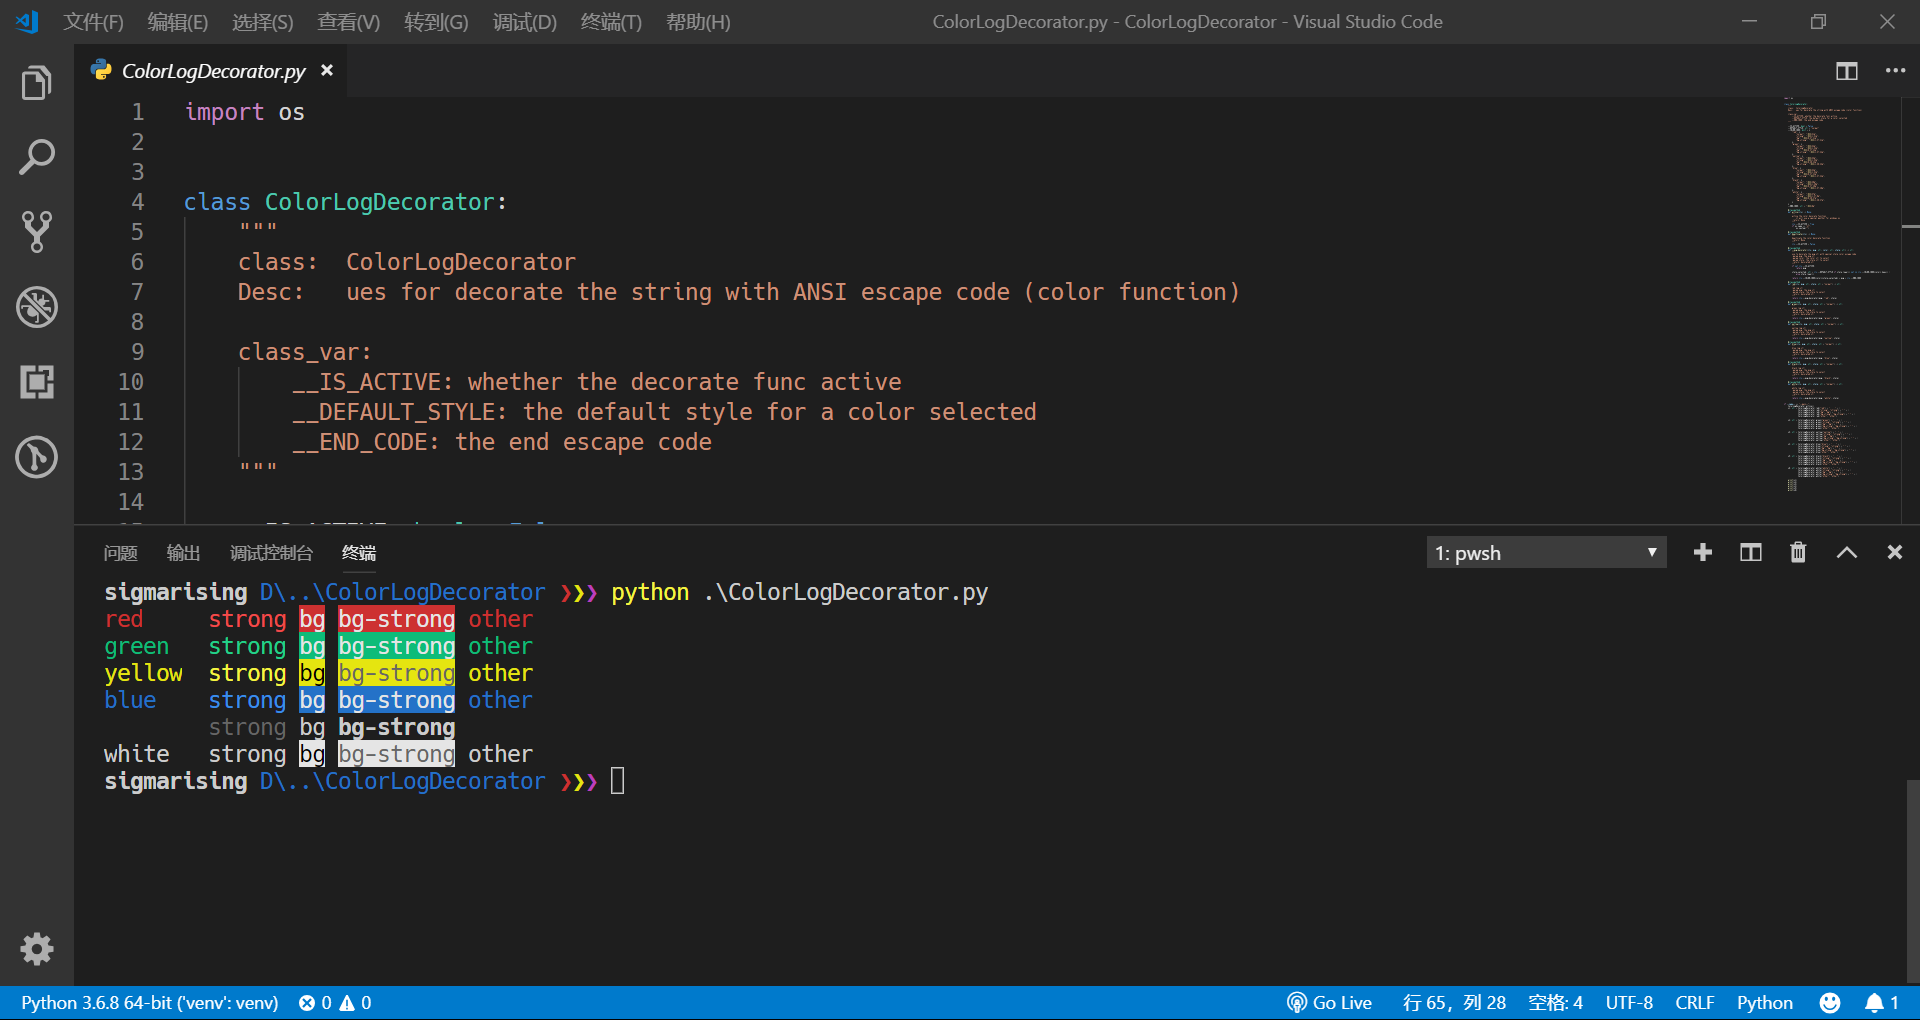 文件(F) 编辑(E) 选择(S) 查看(V) 转到(G) 调试(D) 终端(T) 帮助(H) ColorLogDecorator.py - ColorLogDecorator - Visual Studio Code
ColorLogDecorator.py
1 import os
2
3
4 class ColorLogDecorator:
5 """
6 class: ColorLogDecorator
7 Desc: ues for decorate the string with ANSI escape code (color function)
8
9 class_var:
10 __IS_ACTIVE: whether the decorate func active
11 __DEFAULT_STYLE: the default style for a color selected
12 __END_CODE: the end escape code
13 """
14
问题 输出 调试控制台 终端 1: pwsh
sigmarising D\..\ColorLogDecorator ❯❯❯ python .\ColorLogDecorator.py
red strong bg bg-strong other
green strong bg bg-strong other
yellow strong bg bg-strong other
blue strong bg bg-strong other
strong bg bg-strong
white strong bg bg-strong other
sigmarising D\..\ColorLogDecorator ❯❯❯
Python 3.6.8 64-bit ('venv': venv) 0 0 Go Live 行 65，列 28 空格: 4 UTF-8 CRLF Python 1